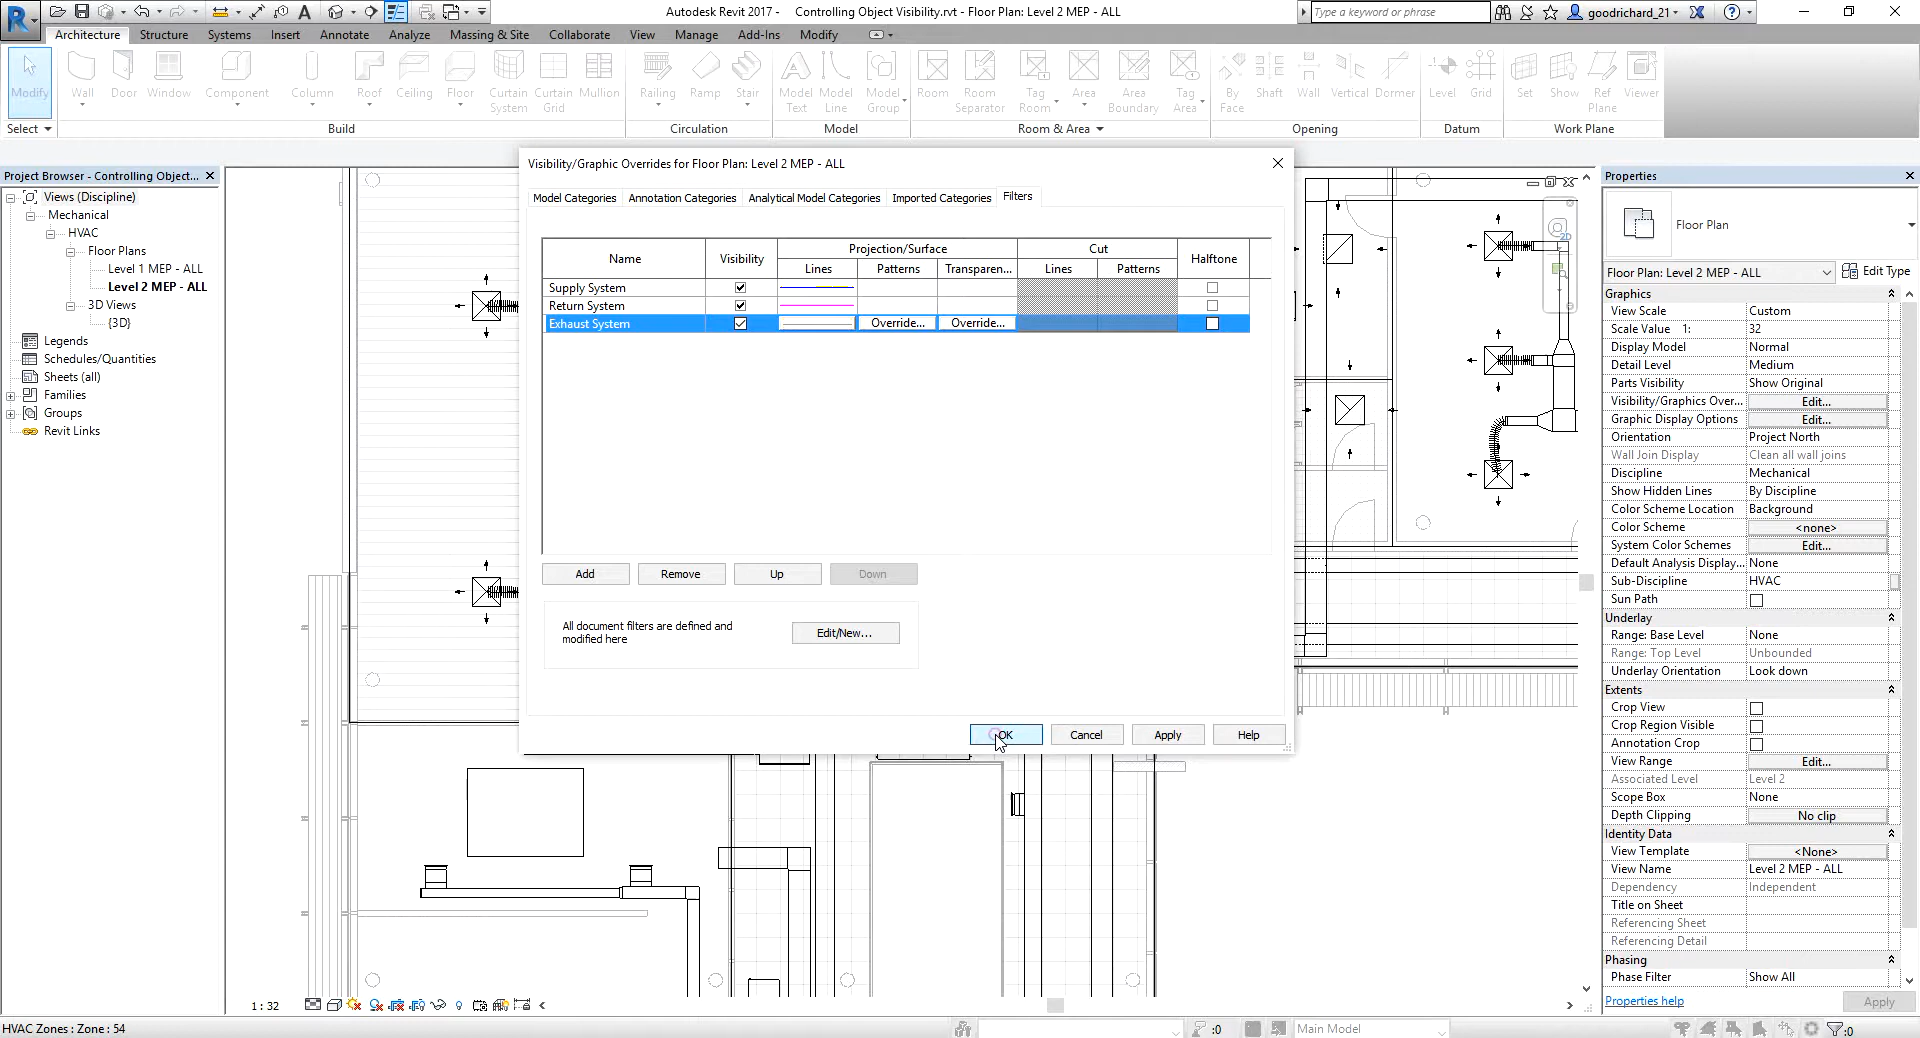 Autodesk Revit 2017 - Controlling Object Visibility.rvt - Floor Plan: Level 2 MEP - ALL
Type a keyword or phrase
goodrichard_21
Architecture Structure Systems Insert Annotate Analyze Massing & Site Collaborate View Manage Add-Ins Modify
Modify Wall Door Window Component Column Roof Ceiling Floor Curtain System Curtain Grid Mullion Railing Ramp Stair Model Text Model Line Model Group Room Room Separator Tag Room Area Area Boundary Tag Area By Face Shaft Wall Vertical Dormer Level Grid Set Show Ref Plane Viewer
Select Build Circulation Model Room & Area Opening Datum Work Plane
Project Browser - Controlling Object...
Views (Discipline)
Mechanical
HVAC
Floor Plans
Level 1 MEP - ALL
Level 2 MEP - ALL
3D Views
{3D}
Legends
Schedules/Quantities
Sheets (all)
Families
Groups
Revit Links
Visibility/Graphic Overrides for Floor Plan: Level 2 MEP - ALL
Model Categories Annotation Categories Analytical Model Categories Imported Categories Filters
Name Visibility Projection/Surface Cut Halftone
Lines Patterns Transparen... Lines Patterns
Supply System
Return System
Exhaust System Override... Override...
Add Remove Up Down
All document filters are defined and
modified here
Edit/New...
OK Cancel Apply Help
2D
Properties
Floor Plan
Floor Plan: Level 2 MEP - ALL Edit Type
Graphics
View Scale Custom
Scale Value 1: 32
Display Model Normal
Detail Level Medium
Parts Visibility Show Original
Visibility/Graphics Over... Edit...
Graphic Display Options Edit...
Orientation Project North
Wall Join Display Clean all wall joins
Discipline Mechanical
Show Hidden Lines By Discipline
Color Scheme Location Background
Color Scheme <none>
System Color Schemes Edit...
Default Analysis Display... None
Sub-Discipline HVAC
Sun Path
Underlay
Range: Base Level None
Range: Top Level Unbounded
Underlay Orientation Look down
Extents
Crop View
Crop Region Visible
Annotation Crop
View Range Edit...
Associated Level Level 2
Scope Box None
Depth Clipping No clip
Identity Data
View Template <None>
View Name Level 2 MEP - ALL
Dependency Independent
Title on Sheet
Referencing Sheet
Referencing Detail
Phasing
Phase Filter Show All
Properties help Apply
1 : 32
HVAC Zones : Zone : 54
:0
Main Model
:0